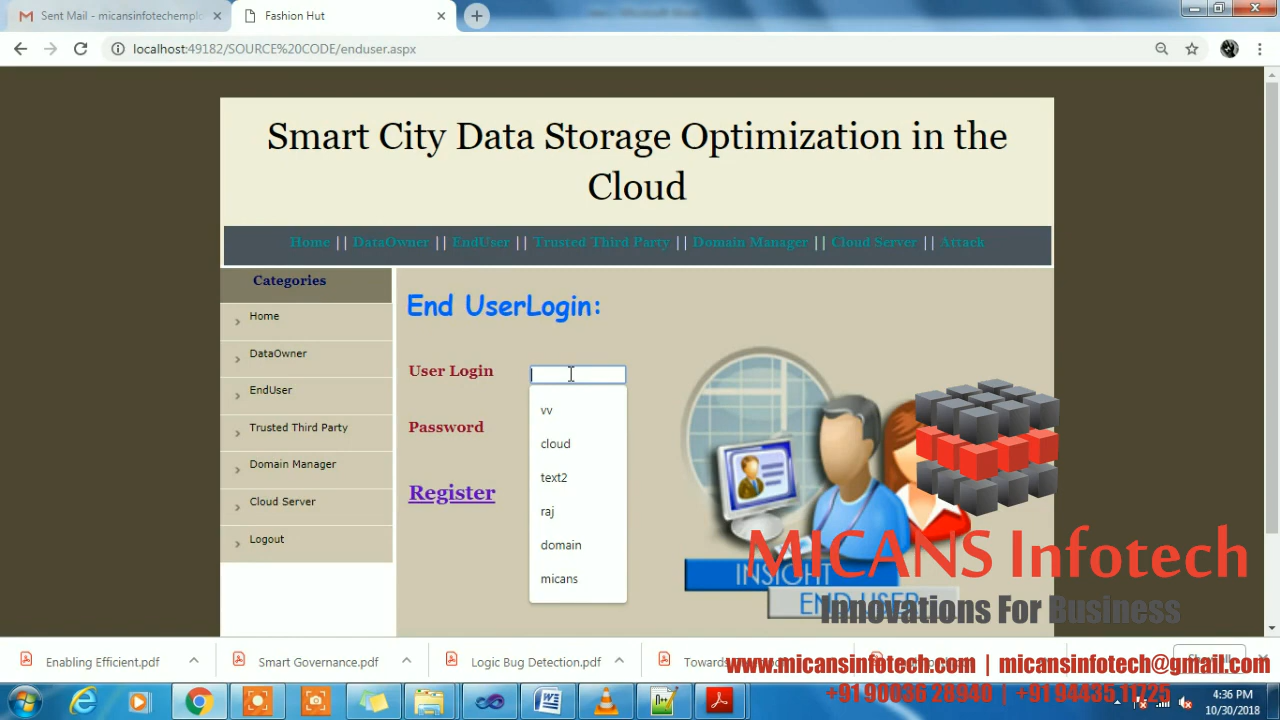 Sent Mail - micansinfotechemplo
Fashion Hut
localhost:49182/SOURCE%20CODE/enduser.aspx
Smart City Data Storage Optimization in the
Cloud
Home || DataOwner || EndUser || Trusted Third Party || Domain Manager || Cloud Server || Attack
Categories
Home
DataOwner
EndUser
Trusted Third Party
Domain Manager
Cloud Server
Logout
End UserLogin:
User Login
Password
Register
vv
cloud
text2
raj
domain
micans
INSIGHT
END USER
MICANS Infotech
Innovations For Business
www.micansinfotech.com | micansinfotech@gmail.com
+91 90036 28940 | +91 94435 11725
Enabling Efficient.pdf
Smart Governance.pdf
Logic Bug Detection.pdf
4:36 PM
10/30/2018